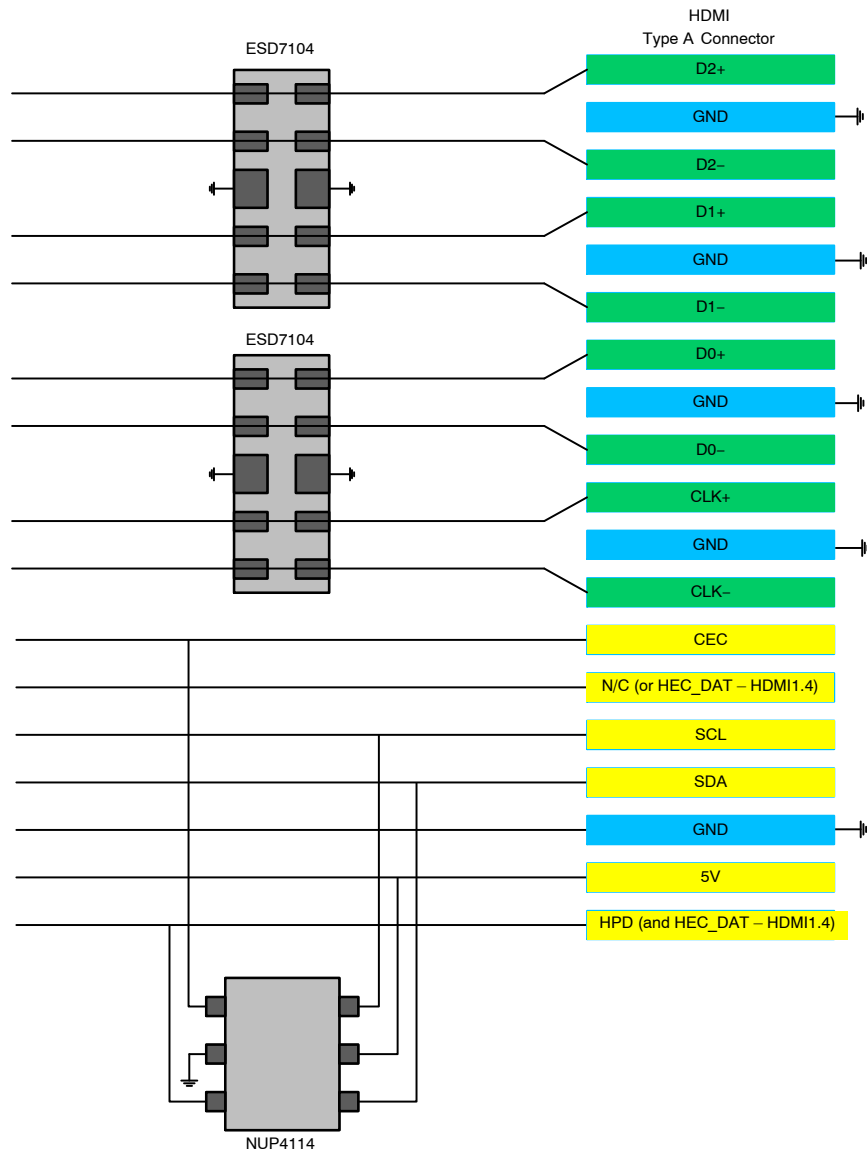 HDMI
Type A Connector
ESD7104
D2+
GND
D2−
D1+
GND
D1−
ESD7104
D0+
GND
D0−
CLK+
GND
CLK−
CEC
N/C (or HEC_DAT – HDMI1.4)
SCL
SDA
GND
5V
HPD (and HEC_DAT – HDMI1.4)
NUP4114